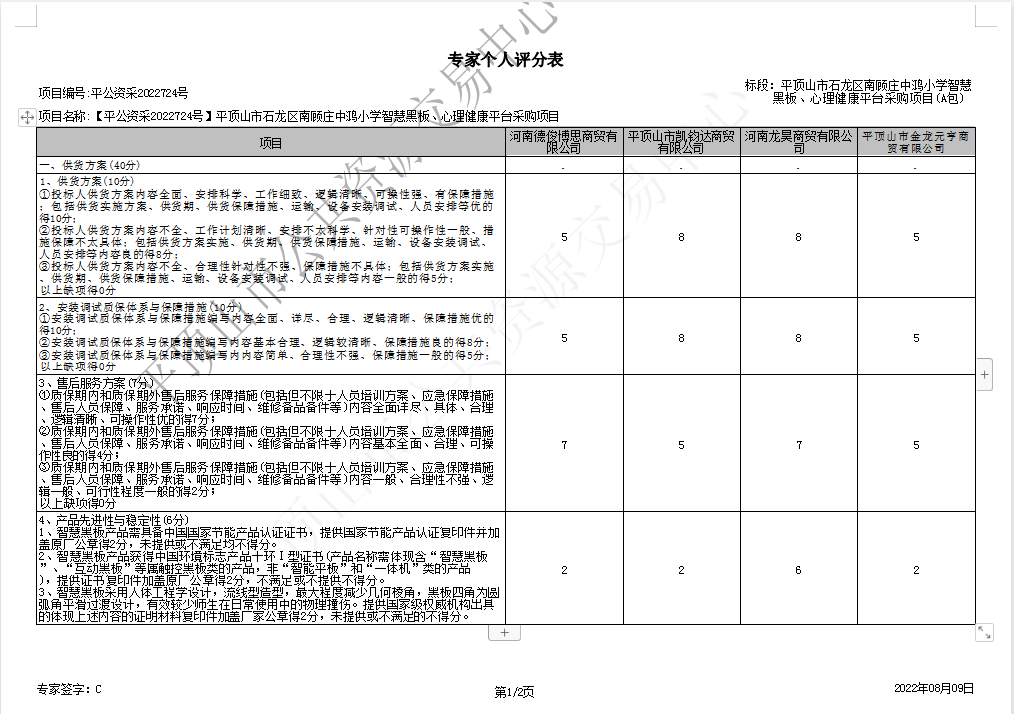 专家个人评分表
项目编号:平公资采2022724号
标段: 平顶山市石龙区南顾庄中鸿小学智慧
黑板、心理健康平台采购项目(A包)
项目名称:【平公资采2022724号】平顶山市石龙区南顾庄中鸿小学智慧黑板、心理健康平台采购项目
项目
河南德俊博思商贸有
限公司
平顶山市凯钧达商贸
有限公司
河南龙昊商贸有限公
司
平顶山市金龙元亨商
贸有限公司
一、供货方案(40分)
- - - -
1、供货方案(10分)
①投标人供货方案内容全面、安排科学、工作细致、逻辑清晰、可操性强、有保障措施
;包括供货实施方案、供货期、供货保障措施、运输、设备安装调试、人员安排等优的
得10分;
②投标人供货方案内容不全、工作计划清晰、安排不太科学、针对性可操作性一般、措
施保障不太具体;包括供货方案实施、供货期、供货保障措施、运输、设备安装调试、
人员安排等内容良的得8分;
③投标人供货方案内容不全、合理性针对性不强、保障措施不具体;包括供货方案实施
、供货期、供货保障措施、运输、设备安装调试、人员安排等内容一般的得5分;
以上缺项得0分
5 8 8 5
2、安装调试质保体系与保障措施(10分)
①安装调试质保体系与保障措施编写内容全面、详尽、合理、逻辑清晰、保障措施优的
得10分;
②安装调试质保体系与保障措施编写内容基本合理、逻辑较清晰、保障措施良的得8分;
③安装调试质保体系与保障措施编写内内容简单、合理性不强、保障措施一般的得5分;
以上缺项得0分
5 8 8 5
3、售后服务方案(7分)
①质保期内和质保期外售后服务保障措施(包括但不限于人员培训方案、应急保障措施
、售后人员保障、服务承诺、响应时间、维修备品备件等)内容全面详尽、具体、合理
、逻辑清晰、可操作性优的得7分;
②质保期内和质保期外售后服务保障措施(包括但不限于人员培训方案、应急保障措施
、售后人员保障、服务承诺、响应时间、维修备品备件等)内容基本全面、合理、可操
作性良的得4分;
③质保期内和质保期外售后服务保障措施(包括但不限于人员培训方案、应急保障措施
、售后人员保障、服务承诺、响应时间、维修备品备件等)内容一般、合理性不强、逻
辑一般、可行性程度一般的得2分;
以上缺项得0分
7 5 7 5
4、产品先进性与稳定性(6分)
1、智慧黑板产品需具备中国国家节能产品认证证书，提供国家节能产品认证复印件并加
盖原厂公章得2分，未提供或不满足均不得分。
2、智慧黑板产品获得中国环境标志产品十环Ⅰ型证书(产品名称需体现含“智慧黑板
”、“互动黑板”等属触控黑板类的产品，非“智能平板”和“一体机”类的产品
)，提供证书复印件加盖原厂公章得2分，不满足或不提供不得分。
3、智慧黑板采用人体工程学设计，流线型造型，最大程度减少几何棱角，黑板四角为圆
弧角平滑过渡设计，有效较少师生在日常使用中的物理撞伤。提供国家级权威机构出具
的体现上述内容的证明材料复印件加盖厂家公章得2分，未提供或不满足的不得分。
2 2 6 2
专家签字: C
第1/2页
2022年08月09日
平顶山市公共资源交易中心
平顶山市公共资源交易中心